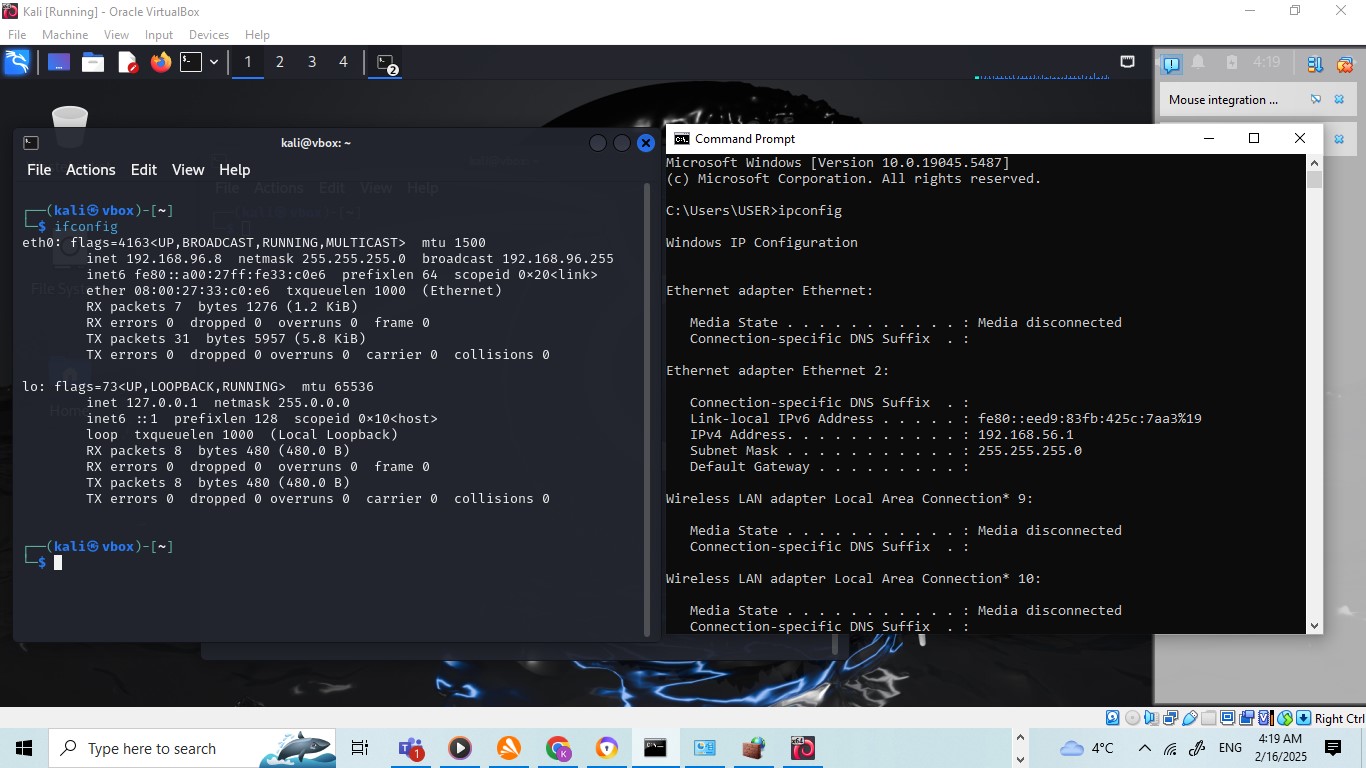 Kali [Running] - Oracle VirtualBox
File Machine View Input Devices Help
1 2 3 4 2
4:19
Mouse integration ...
kali@vbox: ~
File Actions Edit View Help
┌──(kali㉿vbox)-[~]
└─$ ifconfig
eth0: flags=4163<UP,BROADCAST,RUNNING,MULTICAST> mtu 1500
inet 192.168.96.8 netmask 255.255.255.0 broadcast 192.168.96.255
inet6 fe80::a00:27ff:fe33:c0e6 prefixlen 64 scopeid 0×20<link>
ether 08:00:27:33:c0:e6 txqueuelen 1000 (Ethernet)
RX packets 7 bytes 1276 (1.2 KiB)
RX errors 0 dropped 0 overruns 0 frame 0
TX packets 31 bytes 5957 (5.8 KiB)
TX errors 0 dropped 0 overruns 0 carrier 0 collisions 0
lo: flags=73<UP,LOOPBACK,RUNNING> mtu 65536
inet 127.0.0.1 netmask 255.0.0.0
inet6 ::1 prefixlen 128 scopeid 0×10<host>
loop txqueuelen 1000 (Local Loopback)
RX packets 8 bytes 480 (480.0 B)
RX errors 0 dropped 0 overruns 0 frame 0
TX packets 8 bytes 480 (480.0 B)
TX errors 0 dropped 0 overruns 0 carrier 0 collisions 0
┌──(kali㉿vbox)-[~]
└─$
File Actions Edit View Help
Home
Command Prompt
Microsoft Windows [Version 10.0.19045.5487]
(c) Microsoft Corporation. All rights reserved.
C:\Users\USER>ipconfig
Windows IP Configuration
Ethernet adapter Ethernet:
Media State . . . . . . . . . . . : Media disconnected
Connection-specific DNS Suffix . :
Ethernet adapter Ethernet 2:
Connection-specific DNS Suffix . :
Link-local IPv6 Address . . . . . : fe80::eed9:83fb:425c:7aa3%19
IPv4 Address. . . . . . . . . . . : 192.168.56.1
Subnet Mask . . . . . . . . . . . : 255.255.255.0
Default Gateway . . . . . . . . . :
Wireless LAN adapter Local Area Connection* 9:
Media State . . . . . . . . . . . : Media disconnected
Connection-specific DNS Suffix . :
Wireless LAN adapter Local Area Connection* 10:
Media State . . . . . . . . . . . : Media disconnected
Connection-specific DNS Suffix . :
Right Ctrl
Type here to search
1
4°C
ENG
4:19 AM
2/16/2025